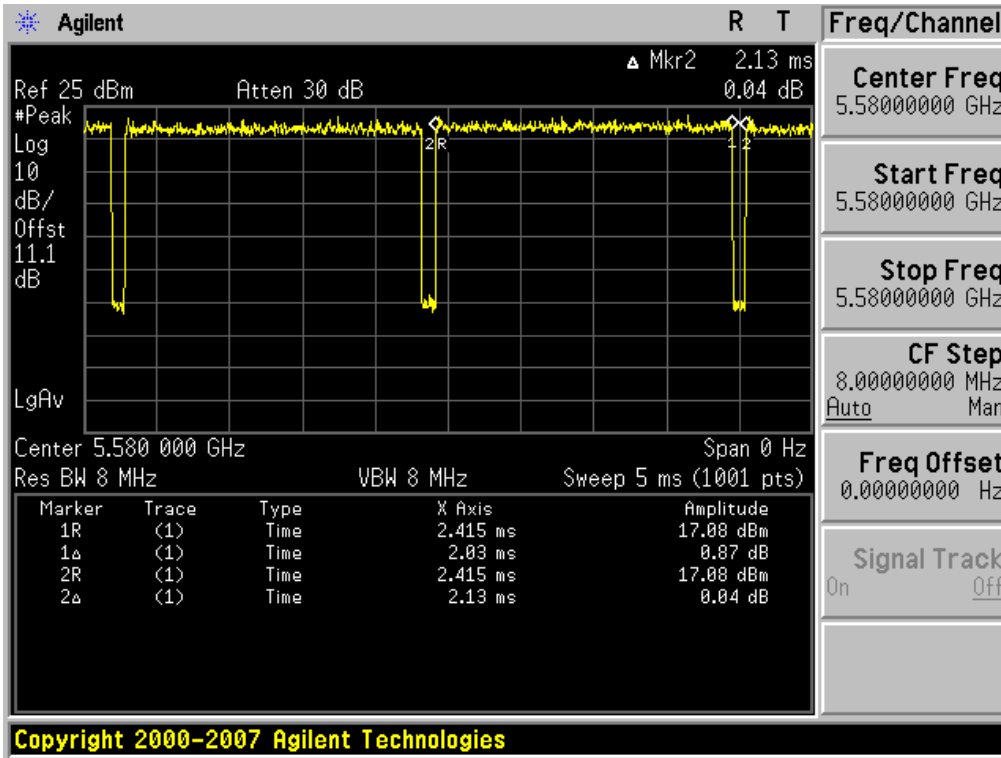 Agilent R T
▵ Mkr2 2.13 ms
Ref 25 dBm Atten 30 dB 0.04 dB
#Peak
Log
10
dB/
Offst
11.1
dB
LgAv
2R
1 2
Center 5.580 000 GHz Span 0 Hz
Res BW 8 MHz VBW 8 MHz Sweep 5 ms (1001 pts)
Marker Trace Type X Axis Amplitude
1R (1) Time 2.415 ms 17.08 dBm
1▵ (1) Time 2.03 ms 0.87 dB
2R (1) Time 2.415 ms 17.08 dBm
2▵ (1) Time 2.13 ms 0.04 dB
Freq/Channel
Center Freq
5.58000000 GHz
Start Freq
5.58000000 GHz
Stop Freq
5.58000000 GHz
CF Step
8.00000000 MHz
Auto Man
Freq Offset
0.00000000 Hz
Signal Track
On Off
Copyright 2000-2007 Agilent Technologies